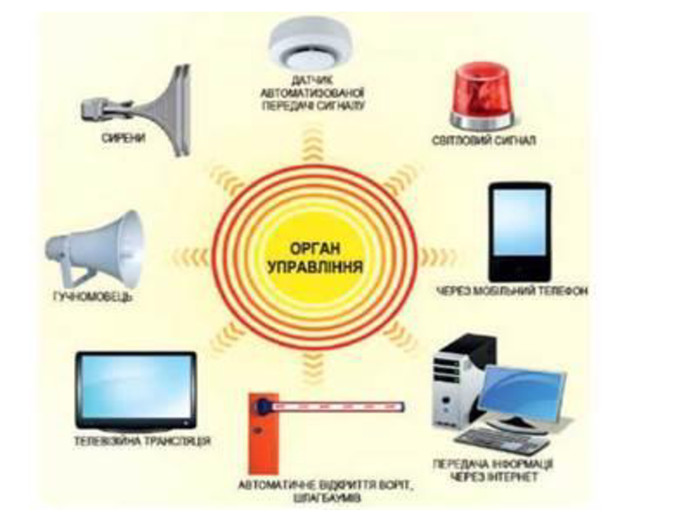 ДАТЧИК
АВТОМАТИЗОВАНОЇ
ПЕРЕДАЧІ СИГНАЛУ
СИРЕНИ
СВІТЛОВИЙ СИГНАЛ
ОРГАН
УПРАВЛІННЯ
ГУЧНОМОВЕЦЬ
ЧЕРЕЗ МОБІЛЬНИЙ ТЕЛЕФОН
ТЕЛЕВІЗІЙНА ТРАНСЛЯЦІЯ
ПЕРЕДАЧА ІНФОРМАЦІЇ
ЧЕРЕЗ ІНТЕРНЕТ
АВТОМАТИЧНЕ ВІДКРИТТЯ ВОРІТ,
ШЛАГБАУМІВ